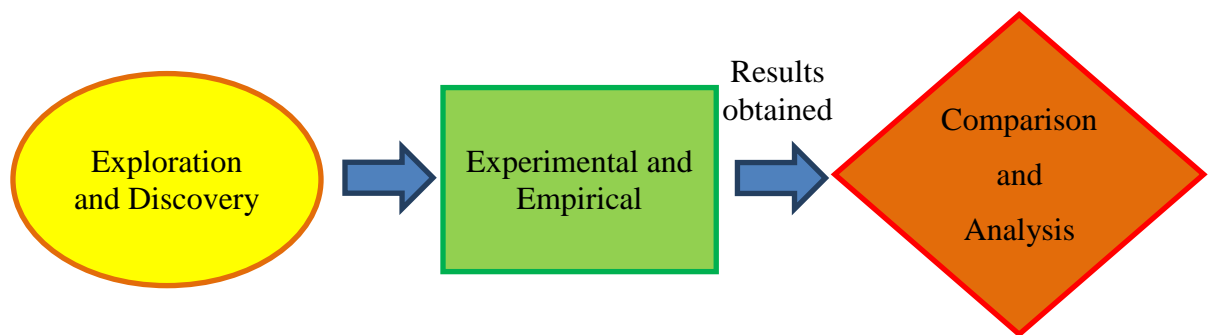 Exploration
and Discovery
Experimental and
Empirical
Results
obtained
Comparison
and
Analysis